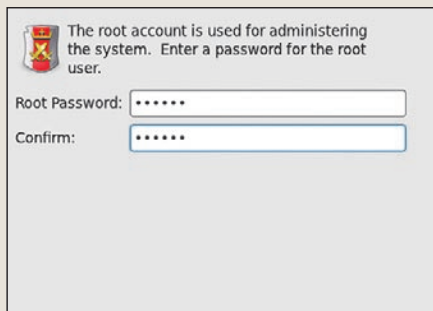 The root account is used for administering
the system. Enter a password for the root
user.
Root Password: ••••••
Confirm: ••••••